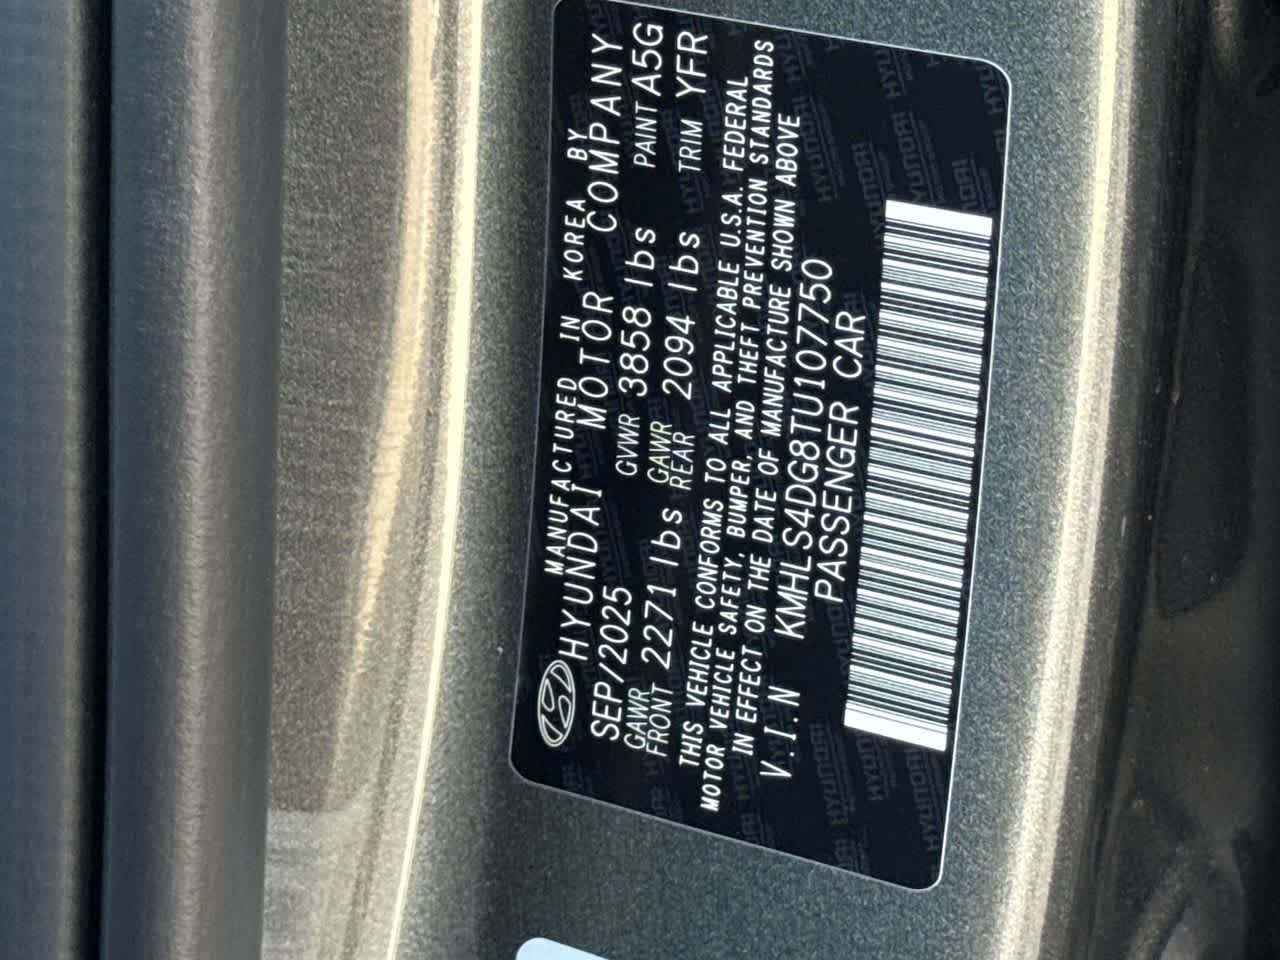 MANUFACTURED IN KOREA BY
HYUNDAI MOTOR COMPANY
SEP/2025 GVWR 3858 lbs PAINT A5G
GAWR FRONT 2271 lbs GAWR REAR 2094 lbs TRIM YFR
THIS VEHICLE CONFORMS TO ALL APPLICABLE U.S.A. FEDERAL
MOTOR VEHICLE SAFETY, BUMPER, AND THEFT PREVENTION STANDARDS
IN EFFECT ON THE DATE OF MANUFACTURE SHOWN ABOVE
V.I.N KMHLS4DG8TU107750
PASSENGER CAR